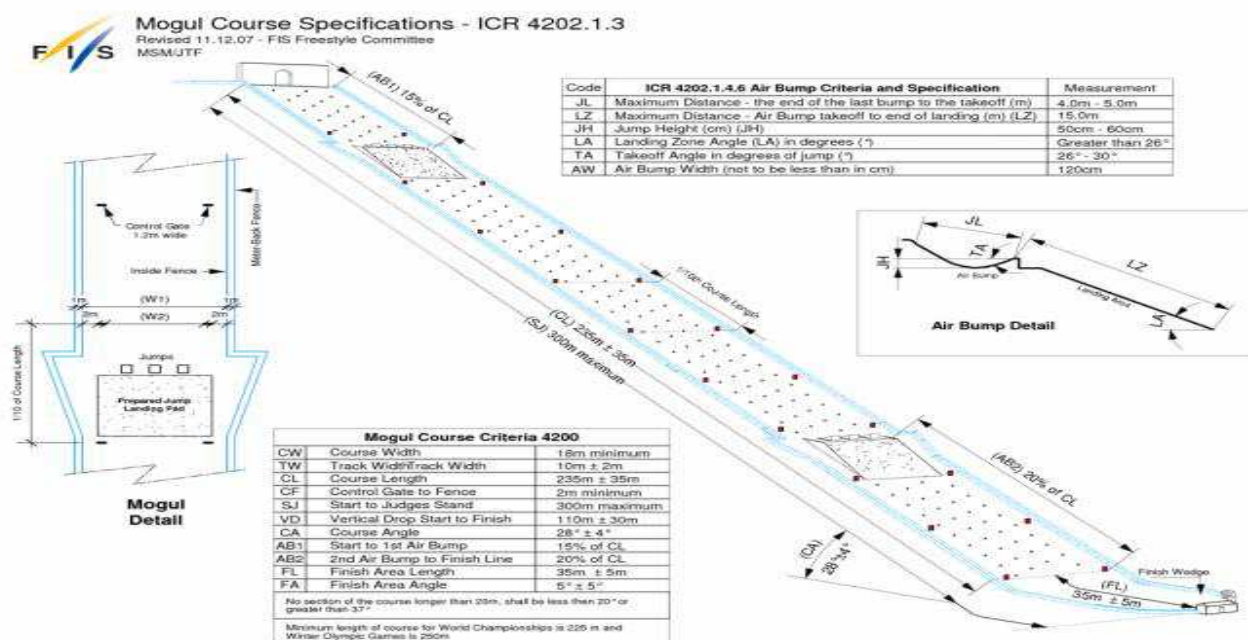 Mogul Course Specifications - ICR 4202.1.3
Revised 11.12.07 - FIS Freestyle Committee
MSM/JTF
FIS
(AB1) 15% of CL
Code ICR 4202.1.4.6 Air Bump Criteria and Specification Measurement
JL Maximum Distance - the end of the last bump to the takeoff (m) 4.0m - 5.0m
LZ Maximum Distance - Air Bump takeoff to end of landing (m) (LZ) 15.0m
JH Jump Height (cm) (JH) 50cm - 60cm
LA Landing Zone Angle (LA) in degrees (°) Greater than 26°
TA Takeoff Angle in degrees of jump (°) 26° - 30°
AW Air Bump Width (not to be less than in cm) 120cm
Control Gate
1.2m wide
Meter-Back Fence
Inside Fence
1m (W1) 1m
2m (W2) 2m
1/10 of Course Length
Jumps
Prepared Jump
Landing Pad
Mogul
Detail
1/10th Course Length
(CL) 235m ± 35m
(SJ) 300m maximum
JL
TA
JH
Air Bump
LZ
Landing Area
LA
Air Bump Detail
Mogul Course Criteria 4200
CW Course Width 18m minimum
TW Track WidthTrack Width 10m ± 2m
CL Course Length 235m ± 35m
CF Control Gate to Fence 2m minimum
SJ Start to Judges Stand 300m maximum
VD Vertical Drop Start to Finish 110m ± 30m
CA Course Angle 28° ± 4°
AB1 Start to 1st Air Bump 15% of CL
AB2 2nd Air Bump to Finish Line 20% of CL
FL Finish Area Length 35m ± 5m
FA Finish Area Angle 5° ± 5°
No section of the course longer than 20m, shall be less than 20° or
greater than 37°
Minimum length of course for World Championships is 225 m and
Winter Olympic Games is 250m
(AB2) 20% of CL
(CA)
28°±4°
Finish Wedge
(FL)
35m ± 5m